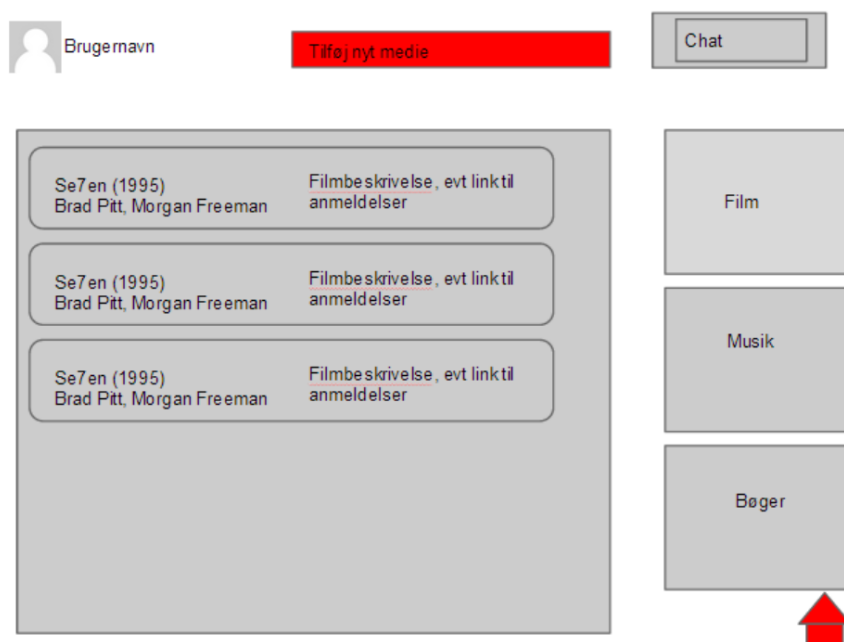 Brugernavn
Tilføj nyt medie
Chat
Se7en (1995)
Brad Pitt, Morgan Freeman
Filmbeskrivelse, evt link til
anmeldelser
Se7en (1995)
Brad Pitt, Morgan Freeman
Filmbeskrivelse, evt link til
anmeldelser
Se7en (1995)
Brad Pitt, Morgan Freeman
Filmbeskrivelse, evt link til
anmeldelser
Film
Musik
Bøger